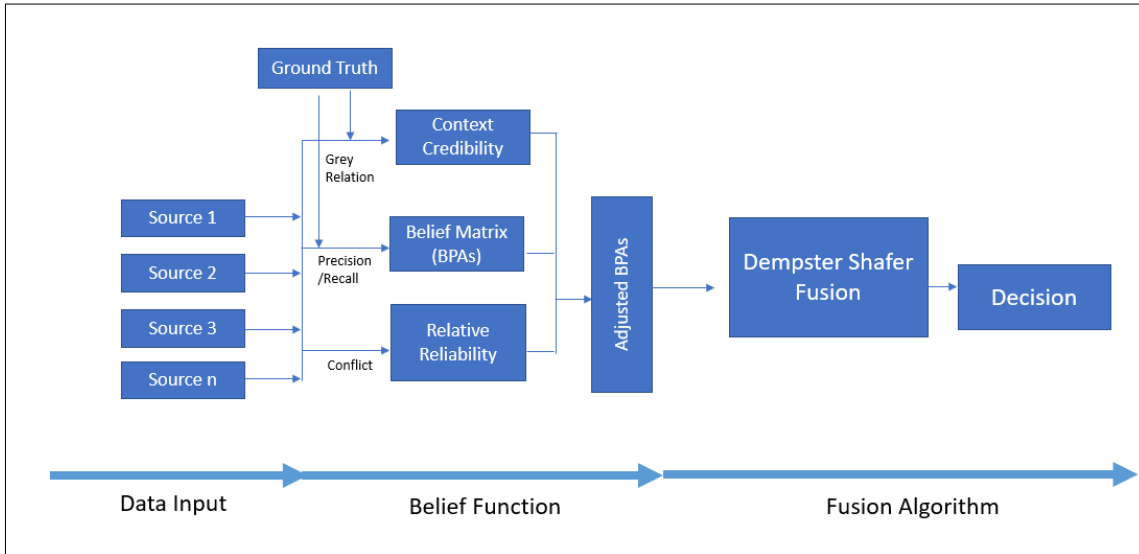 Ground Truth
Context
Credibility
Grey
Relation
Source 1
Source 2
Source 3
Source n
Belief Matrix
(BPAs)
Precision
/Recall
Relative
Reliability
Conflict
Adjusted BPAs
Dempster Shafer
Fusion
Decision
Data Input
Belief Function
Fusion Algorithm